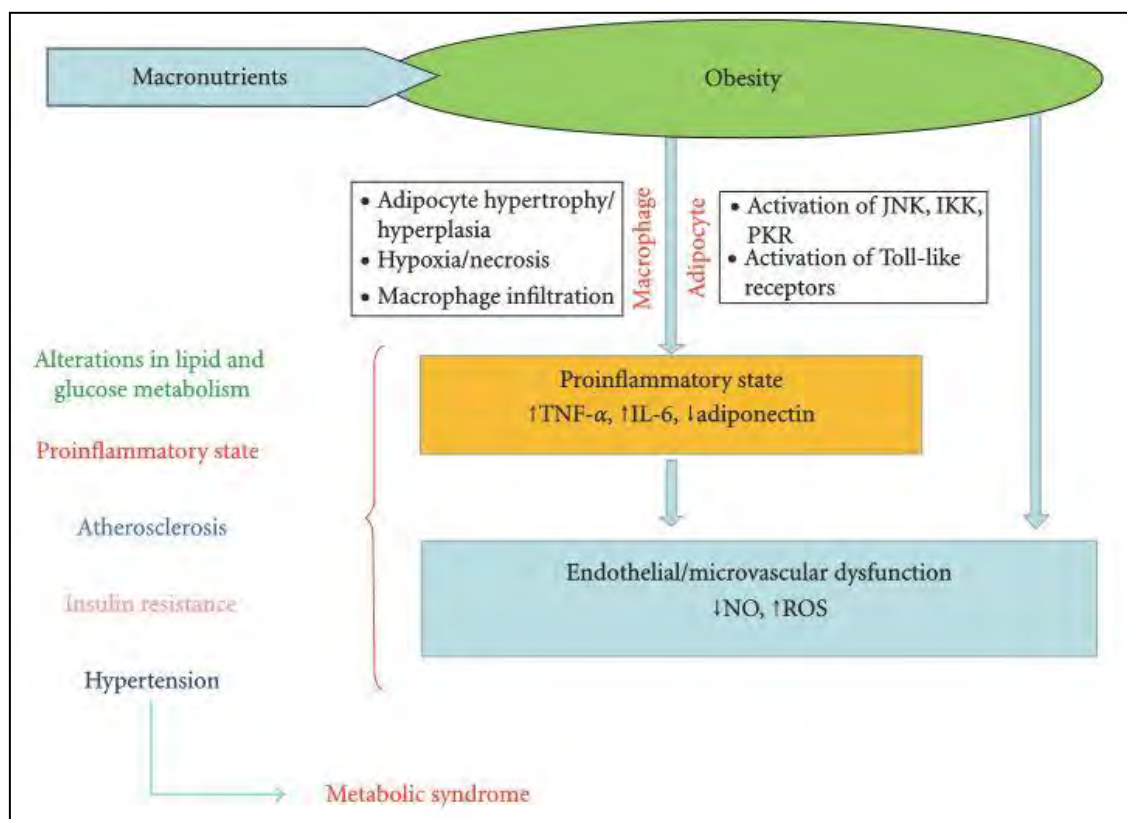 Macronutrients
Obesity
• Adipocyte hypertrophy/
hyperplasia
• Hypoxia/necrosis
• Macrophage infiltration
Macrophage
Adipocyte
• Activation of JNK, IKK,
PKR
• Activation of Toll-like
receptors
Alterations in lipid and
glucose metabolism
Proinflammatory state
Atherosclerosis
Insulin resistance
Hypertension
Proinflammatory state
↑TNF-α, ↑IL-6, ↓adiponectin
Endothelial/microvascular dysfunction
↓NO, ↑ROS
Metabolic syndrome